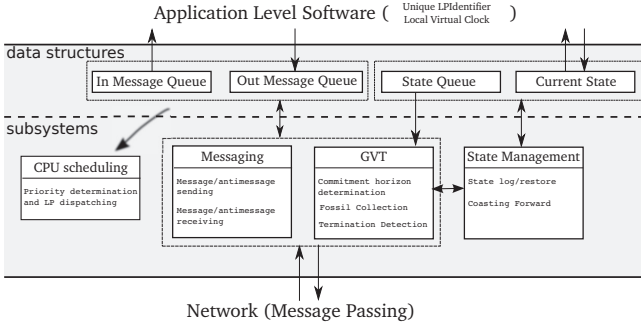 Application Level Software ( Unique LPIdentifier )
Local Virtual Clock
data structures
In Message Queue
Out Message Queue
State Queue
Current State
subsystems
CPU scheduling
Priority determination
and LP dispatching
Messaging
Message/antimessage
sending
Message/antimessage
receiving
GVT
Commitment horizon
determination
Fossil Collection
Termination Detection
State Management
State log/restore
Coasting Forward
Network (Message Passing)